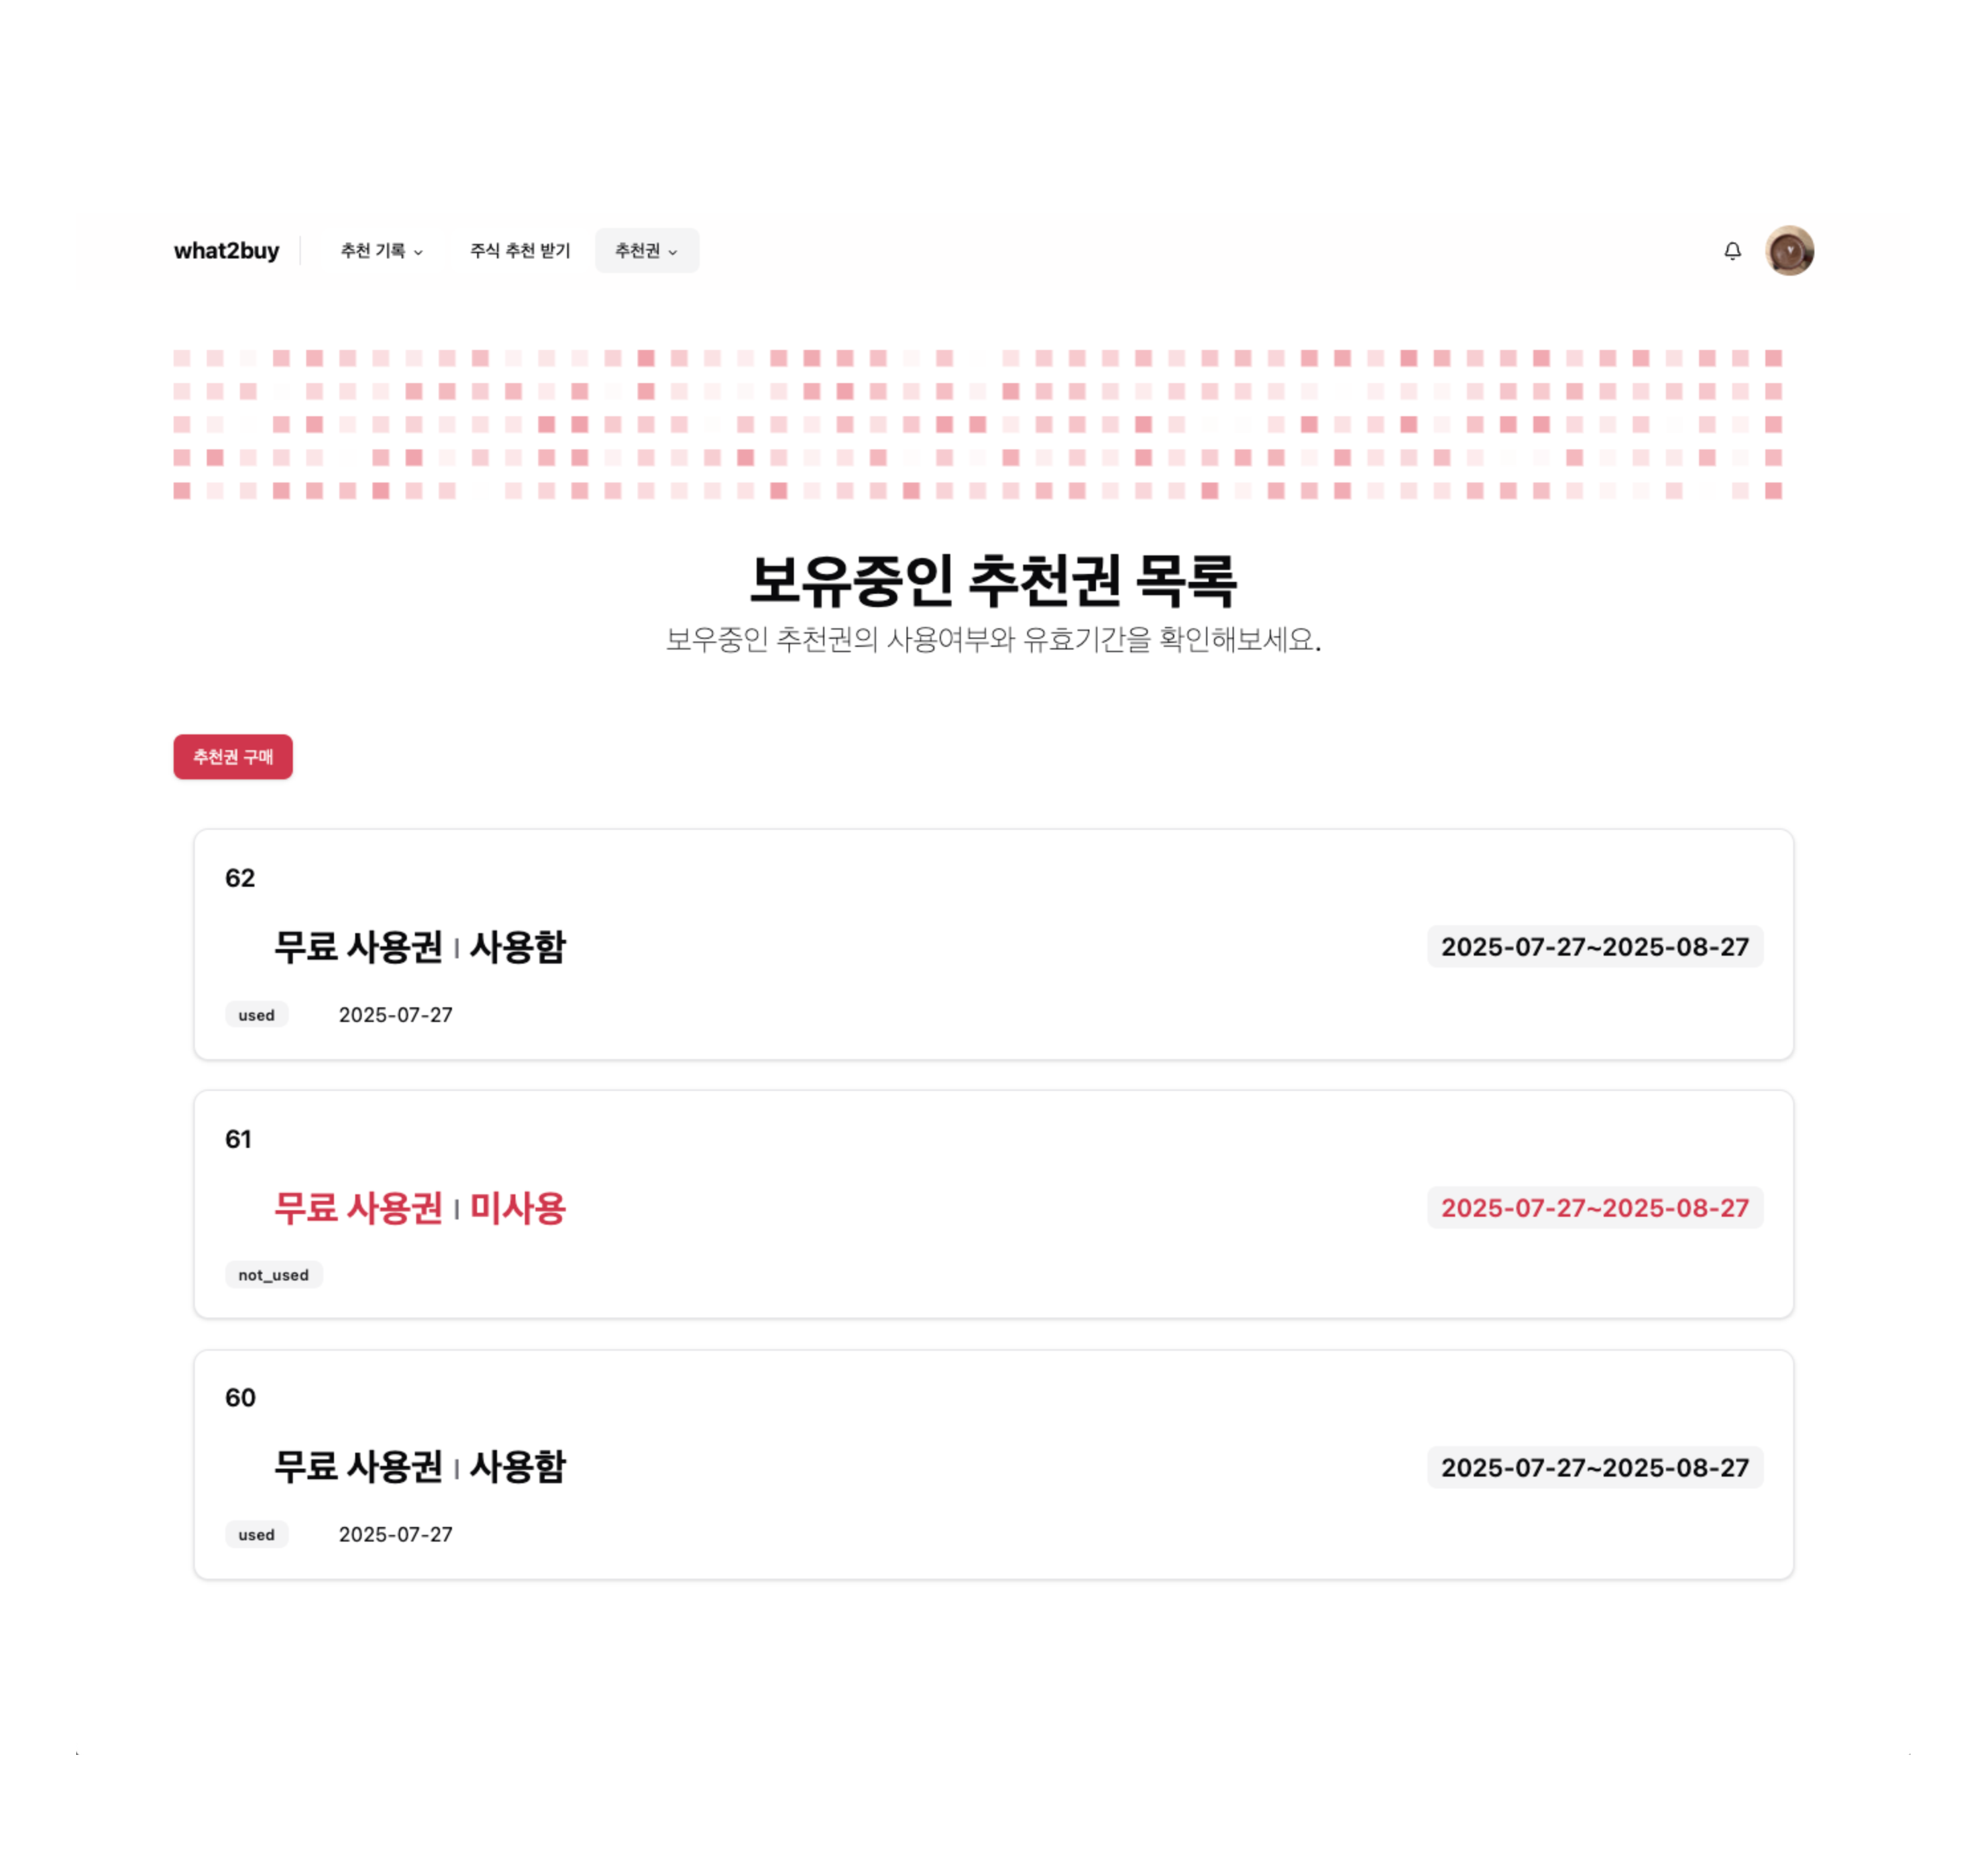 what2buy 추천 기록 주식 추천 받기 추천권
보유중인 추천권 목록
보우중인 추천권의 사용여부와 유효기간을 확인해보세요.
추천권 구매
62
무료 사용권 | 사용함 2025-07-27~2025-08-27
used 2025-07-27
61
무료 사용권 | 미사용 2025-07-27~2025-08-27
not_used
60
무료 사용권 | 사용함 2025-07-27~2025-08-27
used 2025-07-27